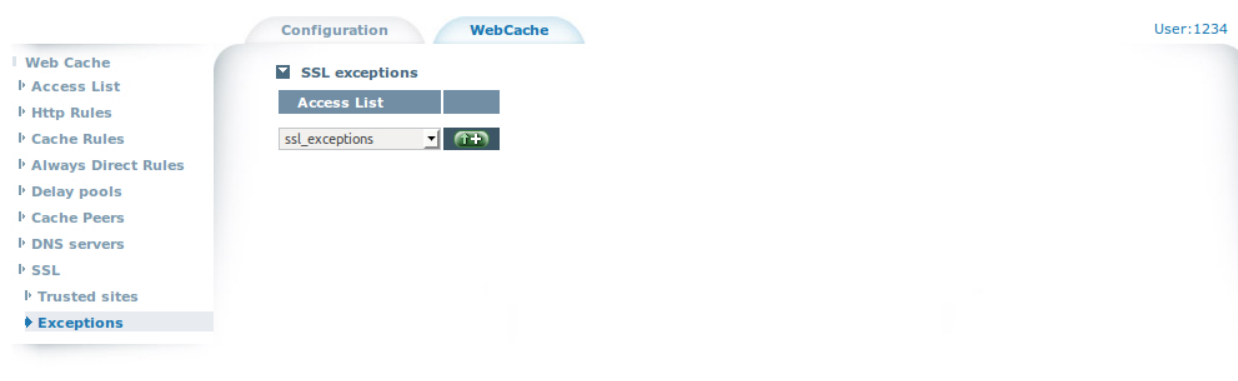 Configuration
WebCache
User:1234
Web Cache
Access List
Http Rules
Cache Rules
Always Direct Rules
Delay pools
Cache Peers
DNS servers
SSL
Trusted sites
Exceptions
SSL exceptions
Access List
ssl_exceptions